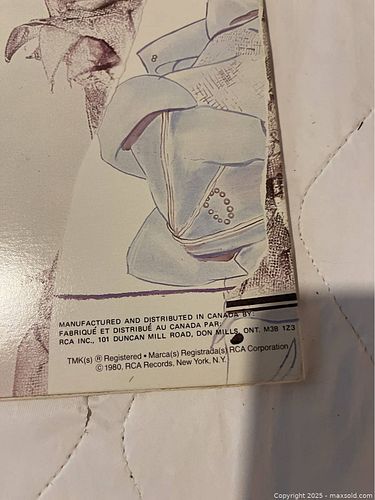 MANUFACTURED AND DISTRIBUTED IN CANADA BY:
FABRIQUÉ ET DISTRIBUÉ AU CANADA PAR:
RCA INC., 101 DUNCAN MILL ROAD, DON MILLS, ONT. M3B 1Z3
TMK(s) ® Registered • Marca(s) Registrada(s) RCA Corporation
© 1980, RCA Records, New York, N.Y.
Copyright 2025 - maxsold.com